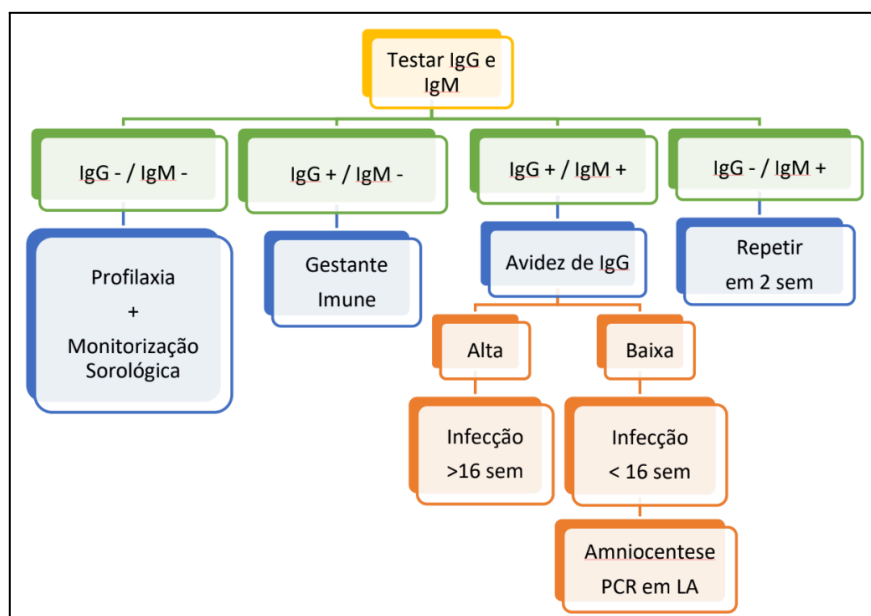 Testar IgG e
IgM
IgG - / IgM -
IgG + / IgM -
IgG + / IgM +
IgG - / IgM +
Profilaxia
+
Monitorização
Sorológica
Gestante
Imune
Avidez de IgG
Repetir
em 2 sem
Alta
Baixa
Infecção
>16 sem
Infecção
< 16 sem
Amniocentese
PCR em LA